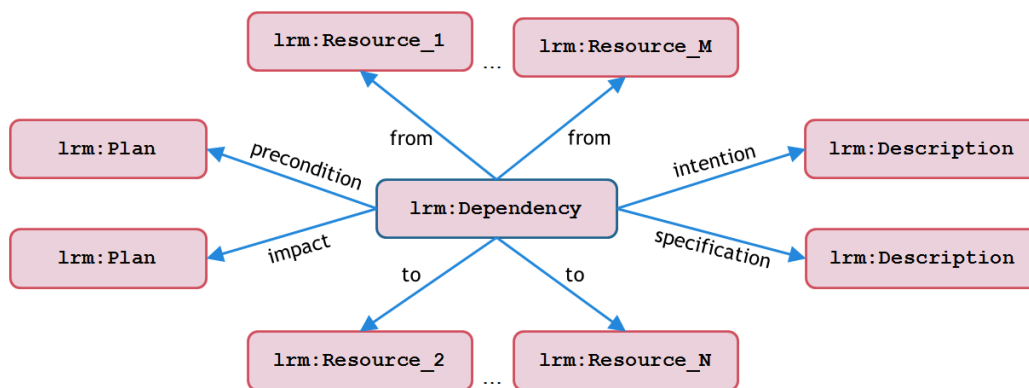 lrm:Resource_1
...
lrm:Resource_M
from
from
lrm:Plan
precondition
intention
lrm:Description
lrm:Dependency
lrm:Plan
impact
specification
lrm:Description
to
to
lrm:Resource_2
...
lrm:Resource_N